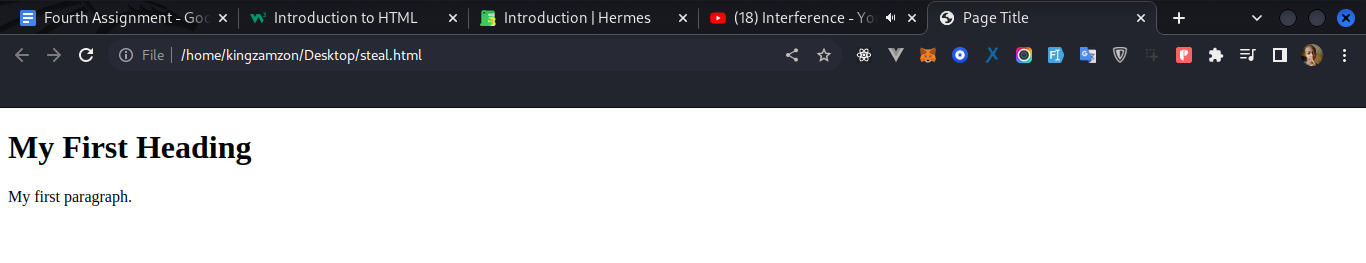 Fourth Assignment - Goo
Introduction to HTML
Introduction | Hermes
(18) Interference - Yo
Page Title
File
/home/kingzamzon/Desktop/steal.html
My First Heading
My first paragraph.